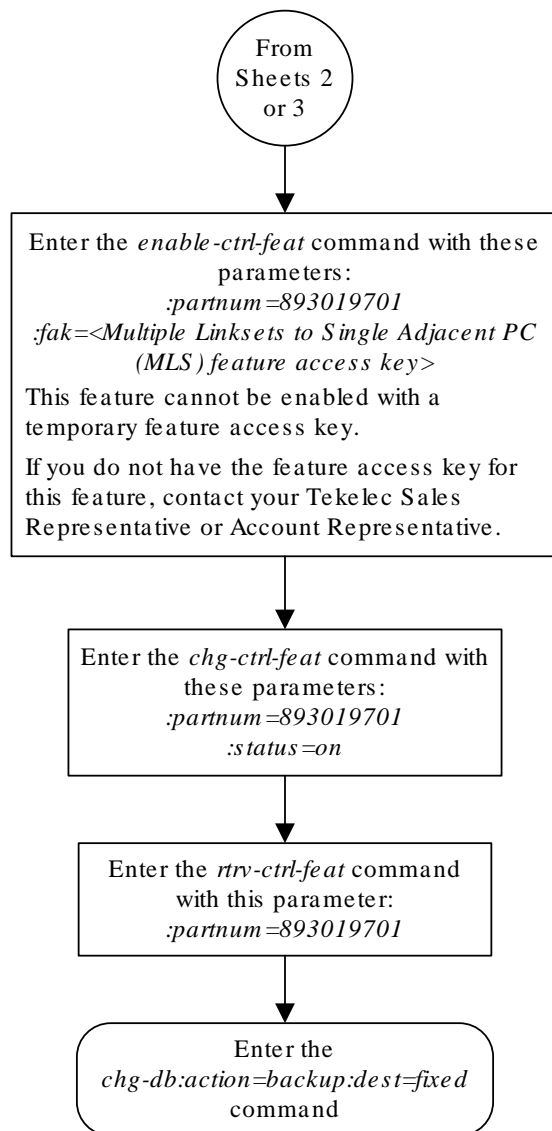 From
Sheets 2
or 3
Enter the enable-ctrl-feat command with these
parameters:
:partnum=893019701
:fak=<Multiple Linksets to Single Adjacent PC
(MLS) feature access key>
This feature cannot be enabled with a
temporary feature access key.
If you do not have the feature access key for
this feature, contact your Tekelec Sales
Representative or Account Representative.
Enter the chg-ctrl-feat command with
these parameters:
:partnum=893019701
:status=on
Enter the rtrv-ctrl-feat command
with this parameter:
:partnum=893019701
Enter the
chg-db:action=backup:dest=fixed
command